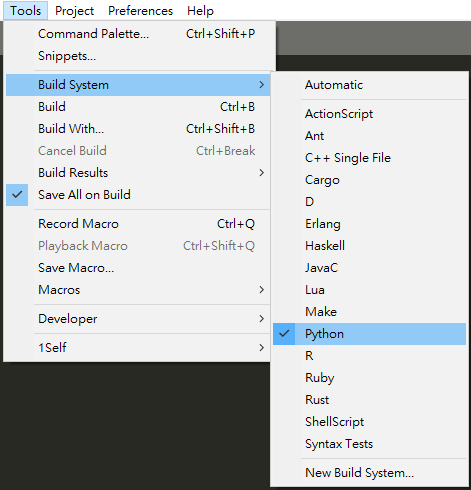 Tools Project Preferences Help
Command Palette... Ctrl+Shift+P
Snippets...
Build System
Build Ctrl+B
Build With... Ctrl+Shift+B
Cancel Build Ctrl+Break
Build Results
Save All on Build
Record Macro Ctrl+Q
Playback Macro Ctrl+Shift+Q
Save Macro...
Macros
Developer
1Self
Automatic
ActionScript
Ant
C++ Single File
Cargo
D
Erlang
Haskell
JavaC
Lua
Make
Python
R
Ruby
Rust
ShellScript
Syntax Tests
New Build System...